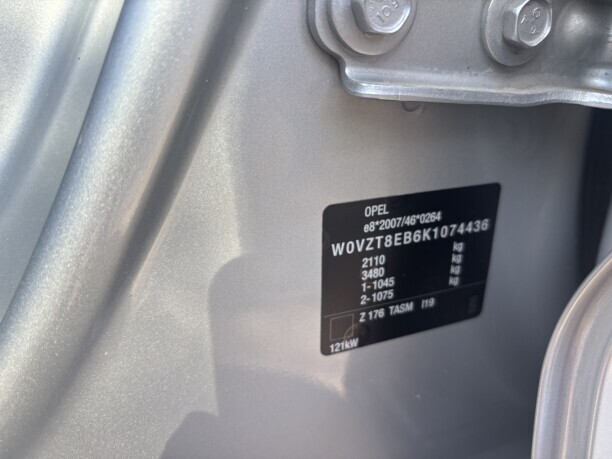 OPEL
e8*2007/46*0264
W0VZT8EB6K1074436
2110 kg
3480 kg
1-1045 kg
2-1075
Z 176 TASM I19
121kW